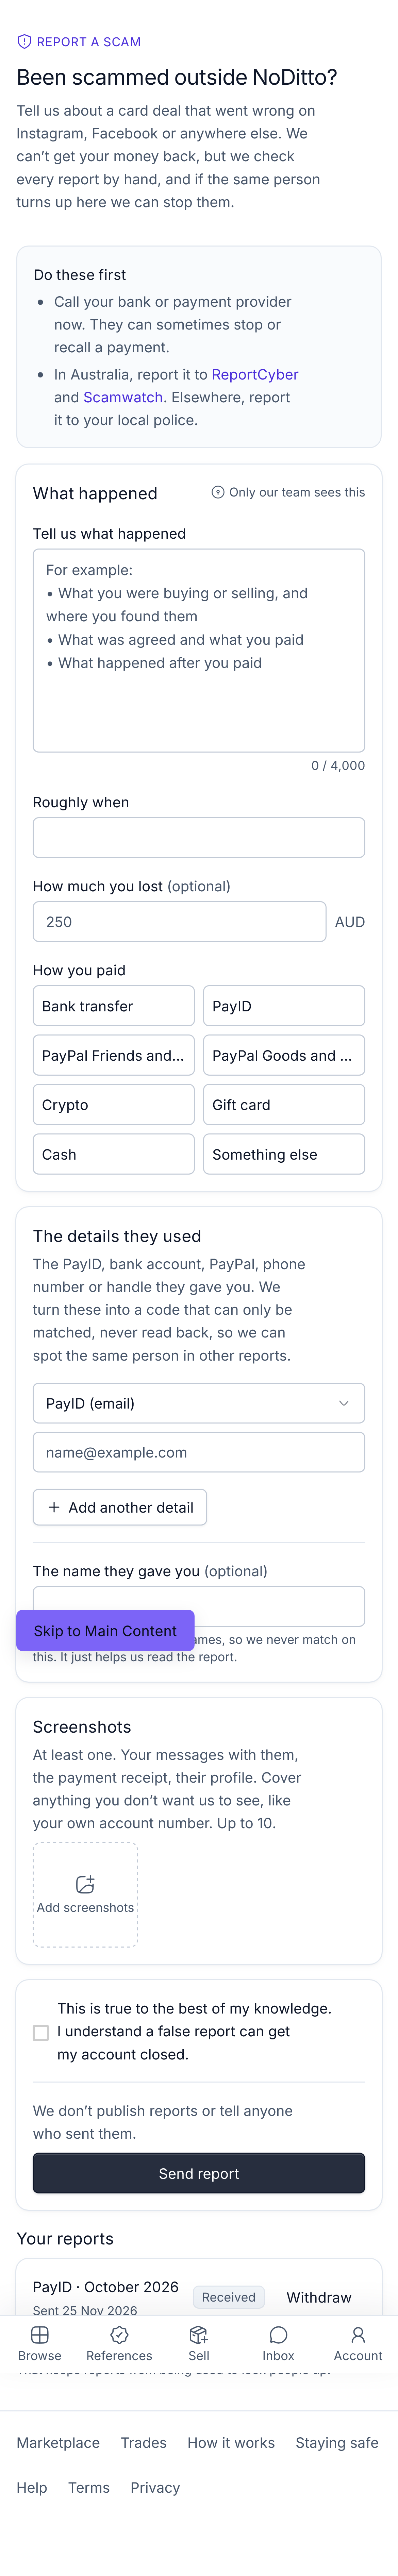 REPORT A SCAM
Been scammed outside NoDitto?
Tell us about a card deal that went wrong on
Instagram, Facebook or anywhere else. We
can't get your money back, but we check
every report by hand, and if the same person
turns up here we can stop them.
Do these first
• Call your bank or payment provider
now. They can sometimes stop or
recall a payment.
• In Australia, report it to ReportCyber
and Scamwatch. Elsewhere, report
it to your local police.
What happened
Only our team sees this
Tell us what happened
For example:
• What you were buying or selling, and
where you found them
• What was agreed and what you paid
• What happened after you paid
0 / 4,000
Roughly when
How much you lost (optional)
250
AUD
How you paid
Bank transfer
PayID
PayPal Friends and...
PayPal Goods and ...
Crypto
Gift card
Cash
Something else
The details they used
The PayID, bank account, PayPal, phone
number or handle they gave you. We
turn these into a code that can only be
matched, never read back, so we can
spot the same person in other reports.
PayID (email)
name@example.com
+ Add another detail
The name they gave you (optional)
Skip to Main Content
so we never match on
this. It just helps us read the report.
Screenshots
At least one. Your messages with them,
the payment receipt, their profile. Cover
anything you don't want us to see, like
your own account number. Up to 10.
Add screenshots
This is true to the best of my knowledge.
I understand a false report can get
my account closed.
We don't publish reports or tell anyone
who sent them.
Send report
Your reports
PayID · October 2026
Received
Withdraw
Sent 25 Nov 2026
Browse
References
Sell
Inbox
Account
Marketplace
Trades
How it works
Staying safe
Help
Terms
Privacy